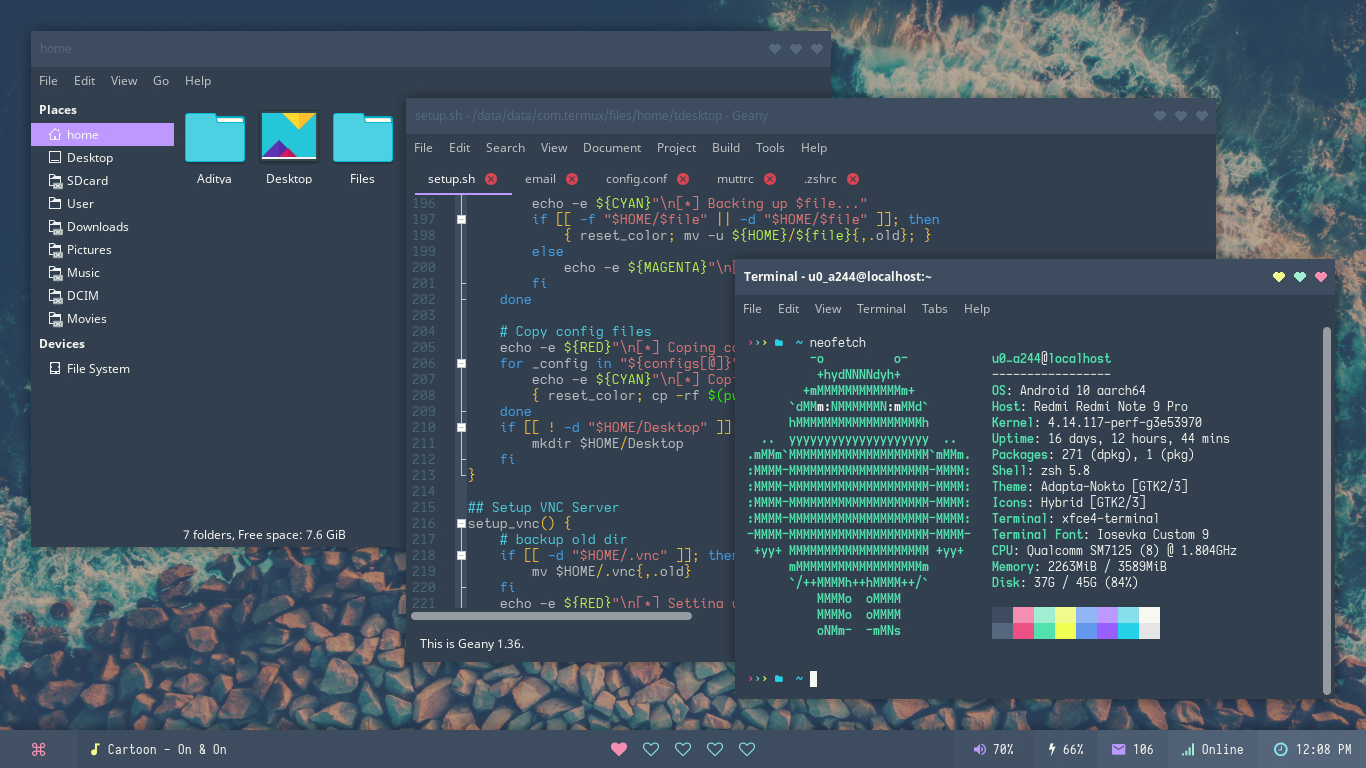 home
File Edit View Go Help
Places
home
Desktop
SDcard
User
Downloads
Pictures
Music
DCIM
Movies
Devices
File System
Aditya Desktop Files
7 folders, Free space: 7.6 GiB
setup.sh - /data/data/com.termux/files/home/tdesktop - Geany
File Edit Search View Document Project Build Tools Help
setup.sh email config.conf muttrc .zshrc
196 echo -e ${CYAN}"\n[*] Backing up $file..."
197 if [[ -f "$HOME/$file" || -d "$HOME/$file" ]]; then
198 { reset_color; mv -u ${HOME}/${file}{,.old}; }
199 else
200 echo -e ${MAGENTA}"\n[
201 fi
202 done
203
204 # Copy config files
205 echo -e ${RED}"\n[*] Coping co
206 for _config in "${configs[@]}"
207 echo -e ${CYAN}"\n[*] Copi
208 { reset_color; cp -rf $(pw
209 done
210 if [[ ! -d "$HOME/Desktop" ]]
211 mkdir $HOME/Desktop
212 fi
213 }
214
215 ## Setup VNC Server
216 setup_vnc() {
217 # backup old dir
218 if [[ -d "$HOME/.vnc" ]]; then
219 mv $HOME/.vnc{,.old}
220 fi
221 echo -e ${RED}"\n[*] Setting u
This is Geany 1.36.
Terminal - u0_a244@localhost:~
File Edit View Terminal Tabs Help
››› ~ neofetch
-o o- u0_a244@localhost
+hydNNNNdyh+ -----------------
+mMMMMMMMMMMMMm+ OS: Android 10 aarch64
`dMMm:NMMMMMMN:mMMd` Host: Redmi Redmi Note 9 Pro
hMMMMMMMMMMMMMMMMMMh Kernel: 4.14.117-perf-g3e53970
.. yyyyyyyyyyyyyyyyyyyy .. Uptime: 16 days, 12 hours, 44 mins
.mMMm`MMMMMMMMMMMMMMMMMMMM`mMMm. Packages: 271 (dpkg), 1 (pkg)
:MMMM-MMMMMMMMMMMMMMMMMMMM-MMMM: Shell: zsh 5.8
:MMMM-MMMMMMMMMMMMMMMMMMMM-MMMM: Theme: Adapta-Nokto [GTK2/3]
:MMMM-MMMMMMMMMMMMMMMMMMMM-MMMM: Icons: Hybrid [GTK2/3]
:MMMM-MMMMMMMMMMMMMMMMMMMM-MMMM: Terminal: xfce4-terminal
-MMMM-MMMMMMMMMMMMMMMMMMMM-MMMM- Terminal Font: Iosevka Custom 9
+yy+ MMMMMMMMMMMMMMMMMMMM +yy+ CPU: Qualcomm SM7125 (8) @ 1.804GHz
mMMMMMMMMMMMMMMMMMMm Memory: 2263MiB / 3589MiB
`/++MMMMh++hMMMM++/` Disk: 37G / 45G (84%)
MMMMo oMMMM
MMMMo oMMMM
oNMm- -mMNs
››› ~
Cartoon - On & On 70% 66% 106 Online 12:08 PM